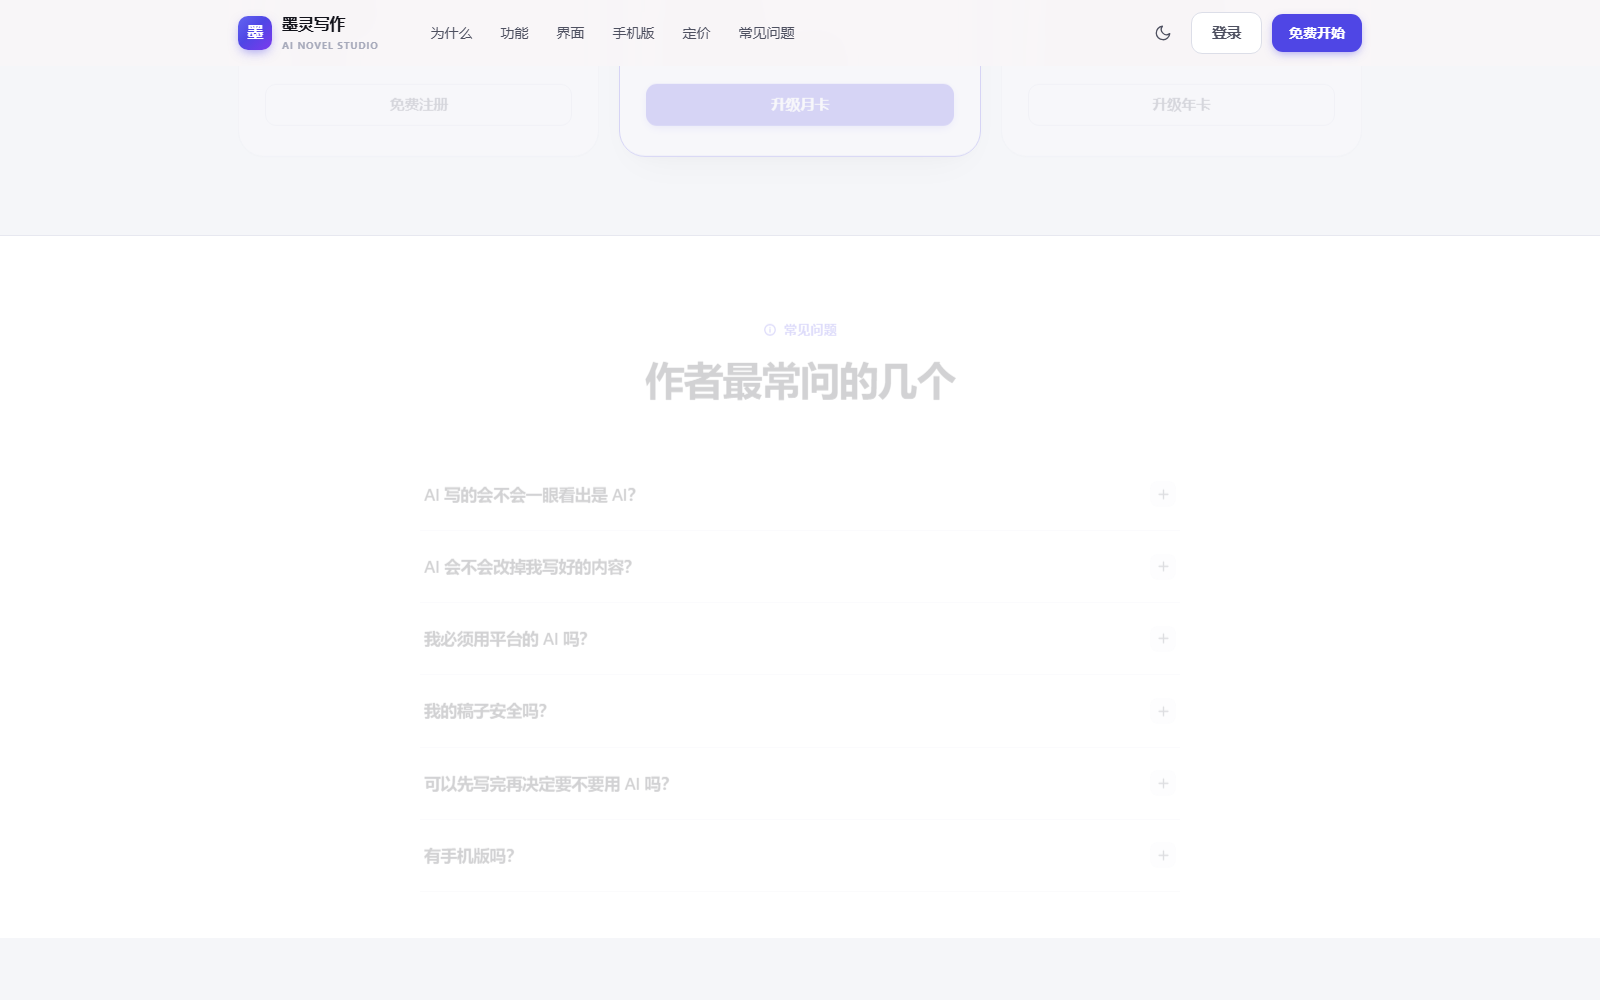 墨
墨灵写作
AI NOVEL STUDIO
为什么
功能
界面
手机版
定价
常见问题
登录
免费开始
免费注册
升级月卡
升级年卡
常见问题
作者最常问的几个
AI 写的会不会一眼看出是 AI？
AI 会不会改掉我写好的内容？
我必须用平台的 AI 吗？
我的稿子安全吗？
可以先写完再决定要不要用 AI 吗？
有手机版吗？